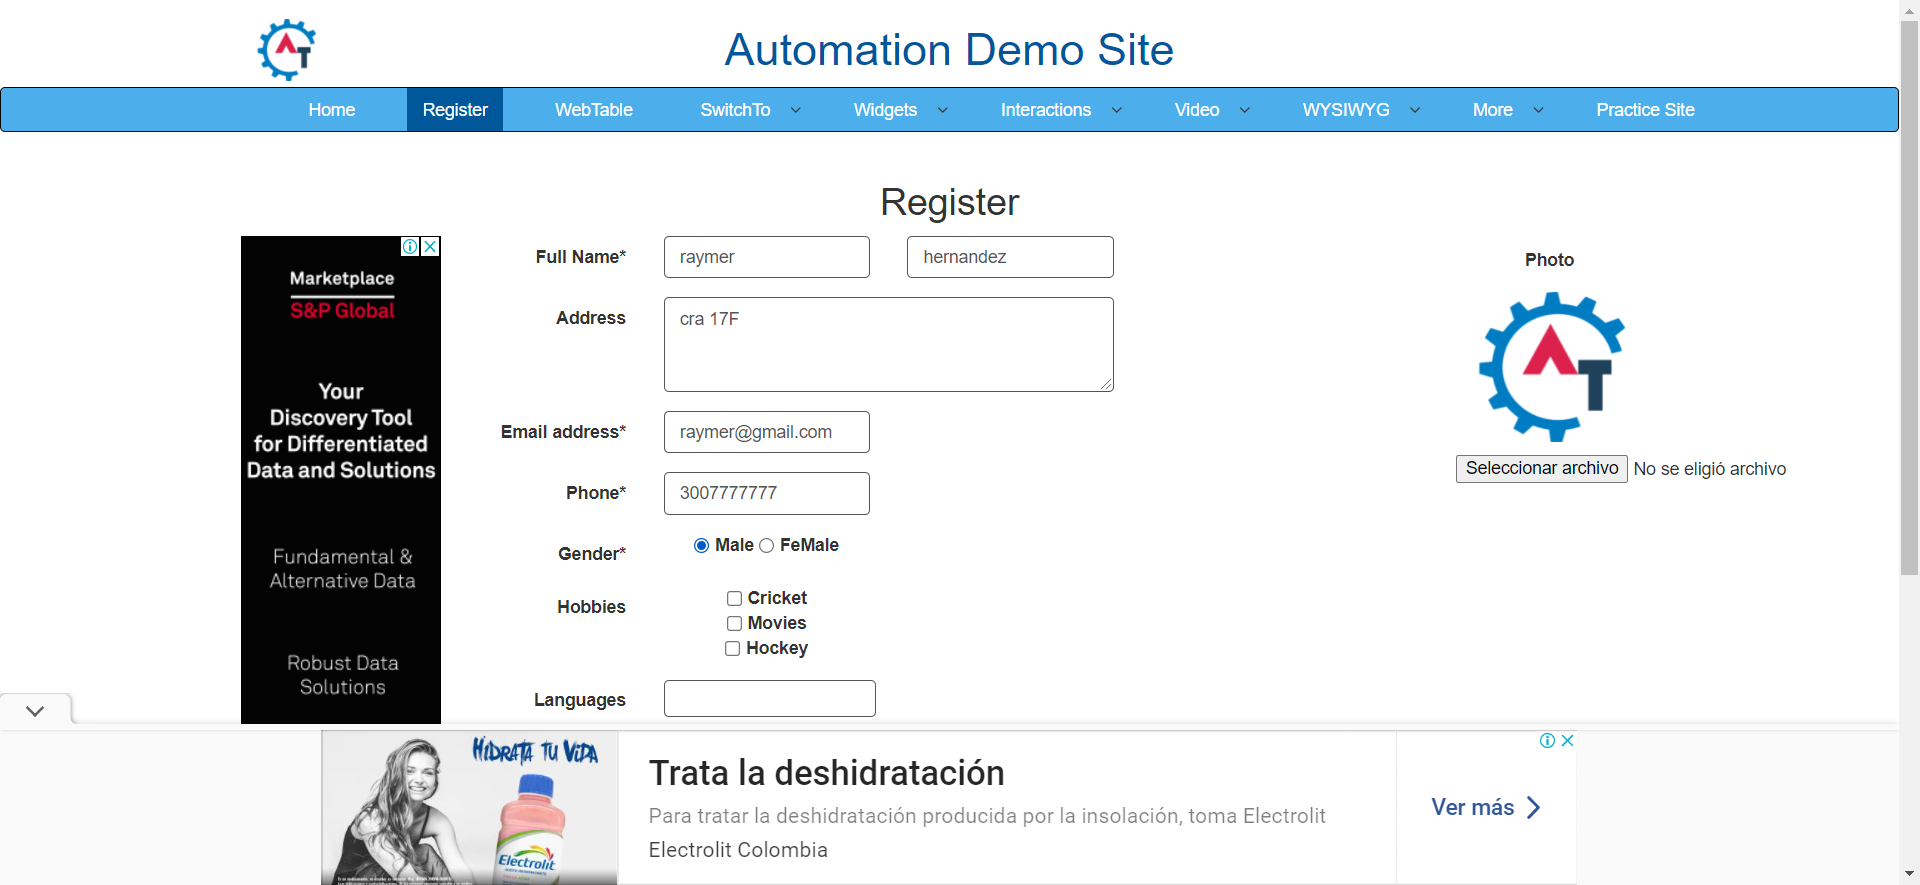 Automation Demo Site
Home Register WebTable SwitchTo Widgets Interactions Video WYSIWYG More Practice Site
Register
Full Name* raymer hernandez
Photo
Address cra 17F
Email address* raymer@gmail.com
Seleccionar archivo No se eligió archivo
Phone* 3007777777
Gender* Male FeMale
Hobbies Cricket
Movies
Hockey
Languages
Marketplace
S&P Global
Your
Discovery Tool
for Differentiated
Data and Solutions
Fundamental &
Alternative Data
Robust Data
Solutions
HIDRATA TU VIDA
Electrolit
Trata la deshidratación
Para tratar la deshidratación producida por la insolación, toma Electrolit
Electrolit Colombia
Ver más